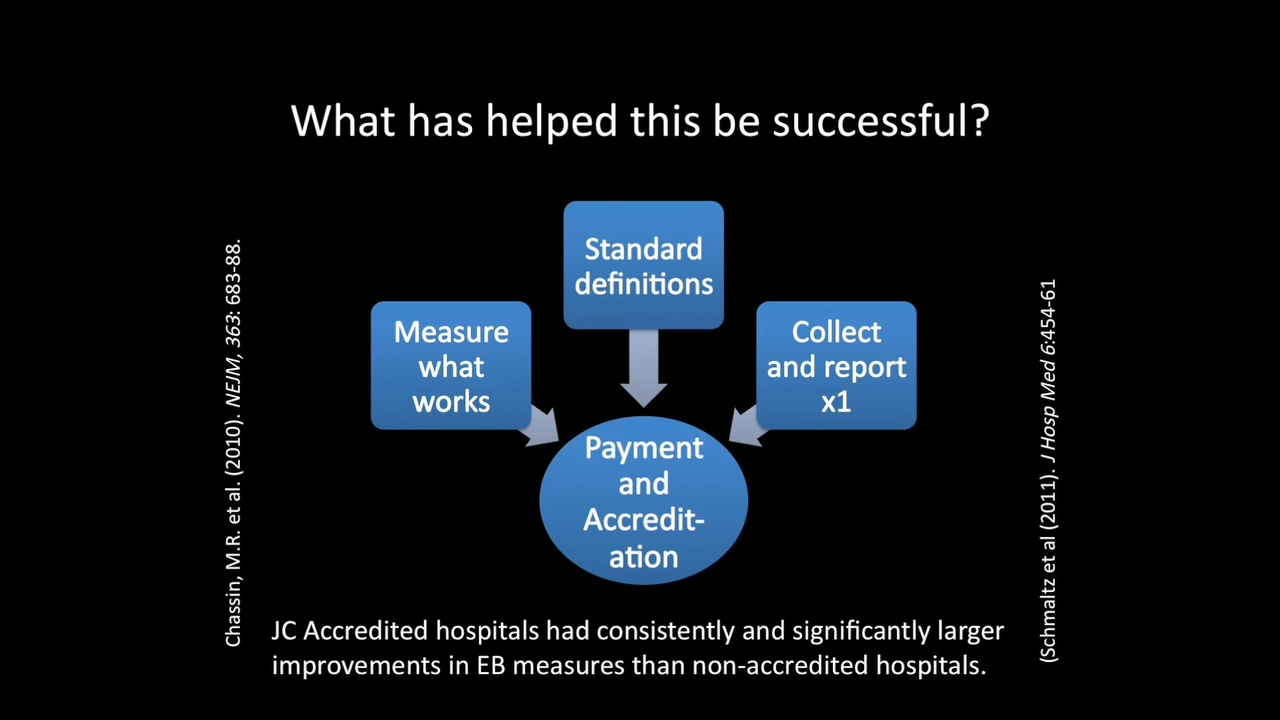 What has helped this be successful?
Standard
definitions
Measure
what
works
Collect
and report
x1
Payment
and
Accredit-
ation
Chassin, M.R. et al. (2010). NEJM, 363: 683-88.
(Schmaltz et al (2011). J Hosp Med 6:454-61
JC Accredited hospitals had consistently and significantly larger
improvements in EB measures than non-accredited hospitals.